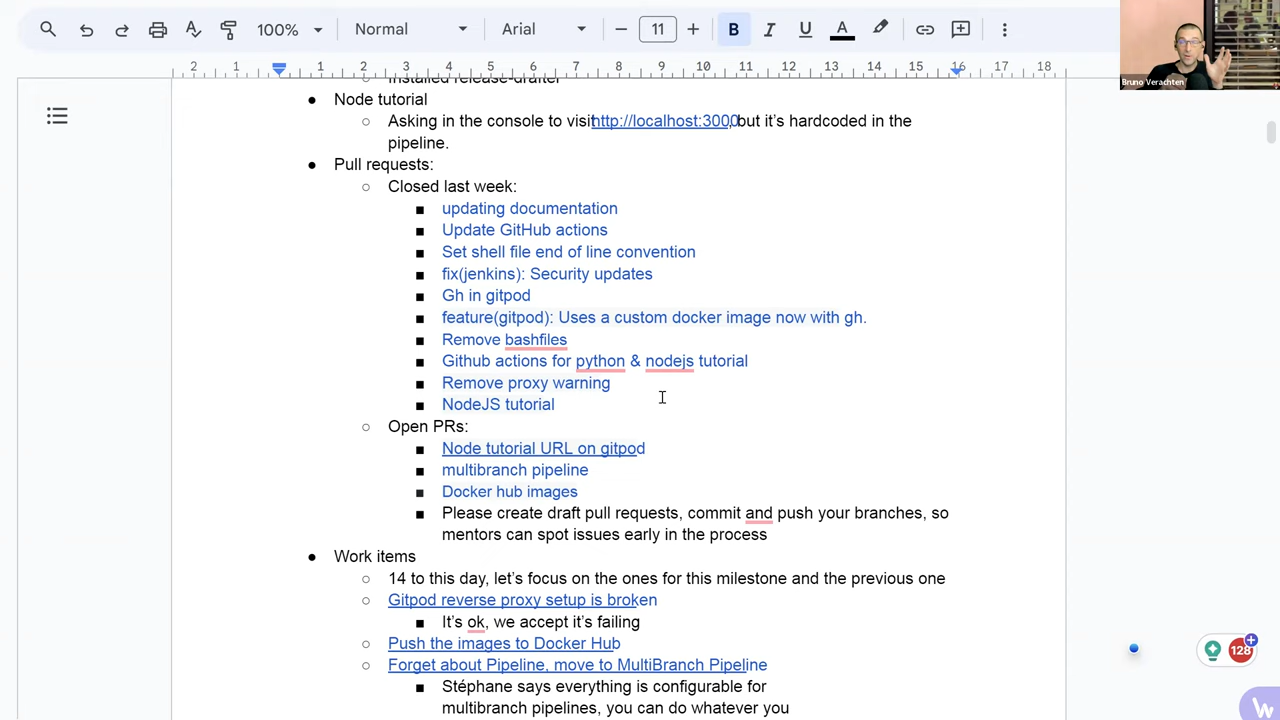 100%
Normal
Arial
11
B
I
U
A
Bruno Verachten
2 1 1 2 3 4 5 6 7 8 9 10 11 12 13 14 15 16 17 18
Installed release-drafter
Node tutorial
Asking in the console to visit http://localhost:3000, but it's hardcoded in the
pipeline.
Pull requests:
Closed last week:
updating documentation
Update GitHub actions
Set shell file end of line convention
fix(jenkins): Security updates
Gh in gitpod
feature(gitpod): Uses a custom docker image now with gh.
Remove bashfiles
Github actions for python & nodejs tutorial
Remove proxy warning
NodeJS tutorial
Open PRs:
Node tutorial URL on gitpod
multibranch pipeline
Docker hub images
Please create draft pull requests, commit and push your branches, so
mentors can spot issues early in the process
Work items
14 to this day, let's focus on the ones for this milestone and the previous one
Gitpod reverse proxy setup is broken
It's ok, we accept it's failing
Push the images to Docker Hub
Forget about Pipeline, move to MultiBranch Pipeline
Stéphane says everything is configurable for
multibranch pipelines, you can do whatever you
128